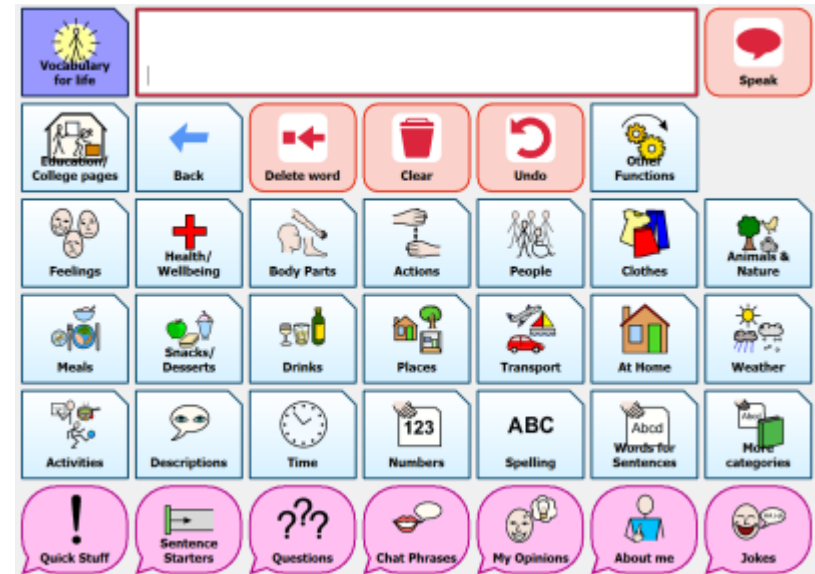 Vocabulary
for life
Speak
Education/
College pages
Back
Delete word
Clear
Undo
Other
Functions
Feelings
Health/
Wellbeing
Body Parts
Actions
People
Clothes
Animals &
Nature
Meals
Snacks/
Desserts
Drinks
Places
Transport
At Home
Weather
Activities
Descriptions
Time
123
Numbers
ABC
Spelling
Abcd
Words for
Sentences
Abcd
More
categories
!
Quick Stuff
Sentence
Starters
???
Questions
Chat Phrases
My Opinions
About me
Jokes